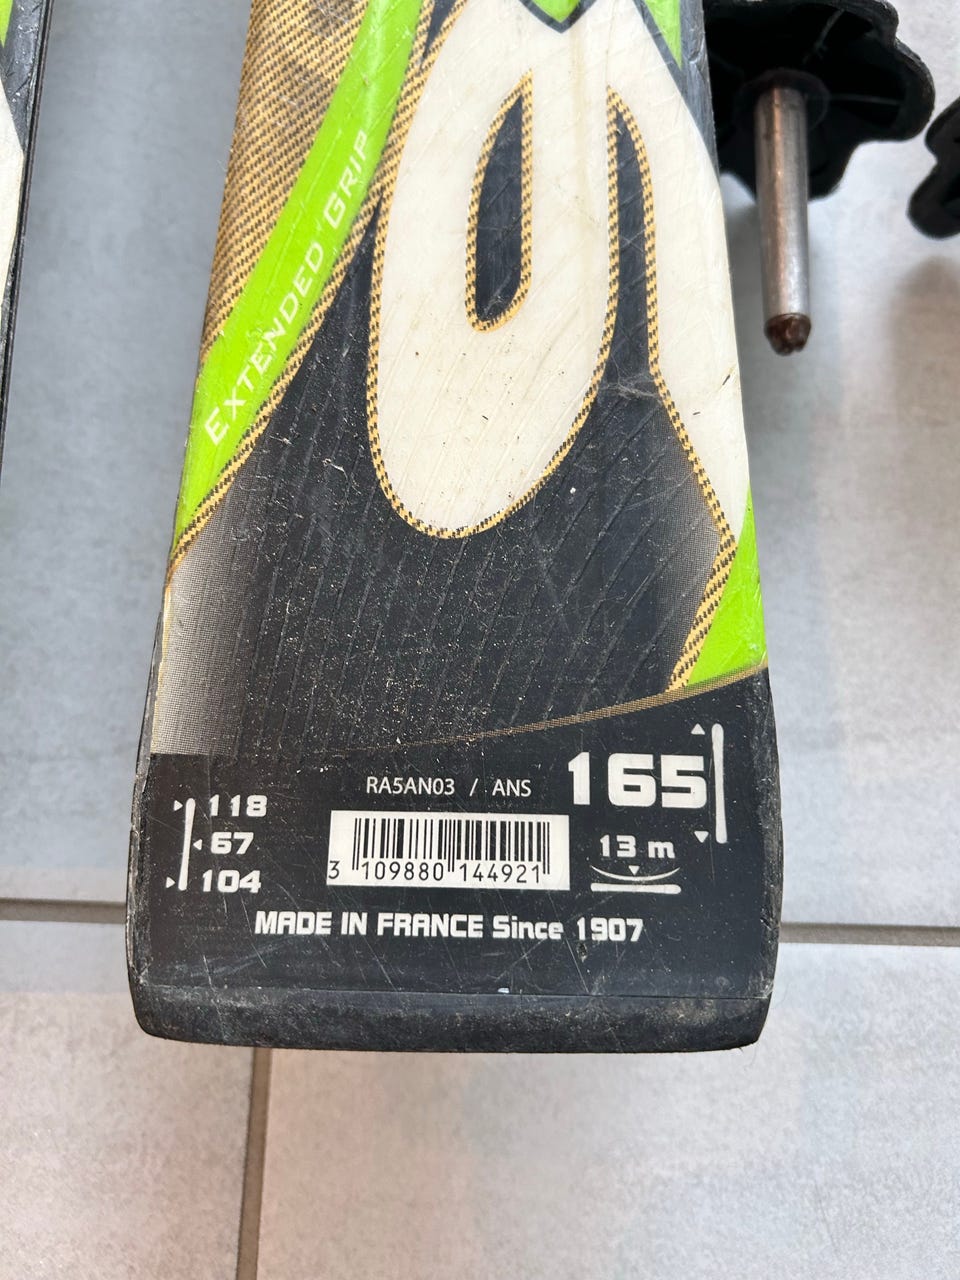 EXTENDED GRIP
RA5AN03 / ANS
165
118
67
104
3 109880 144921
13 m
MADE IN FRANCE Since 1907